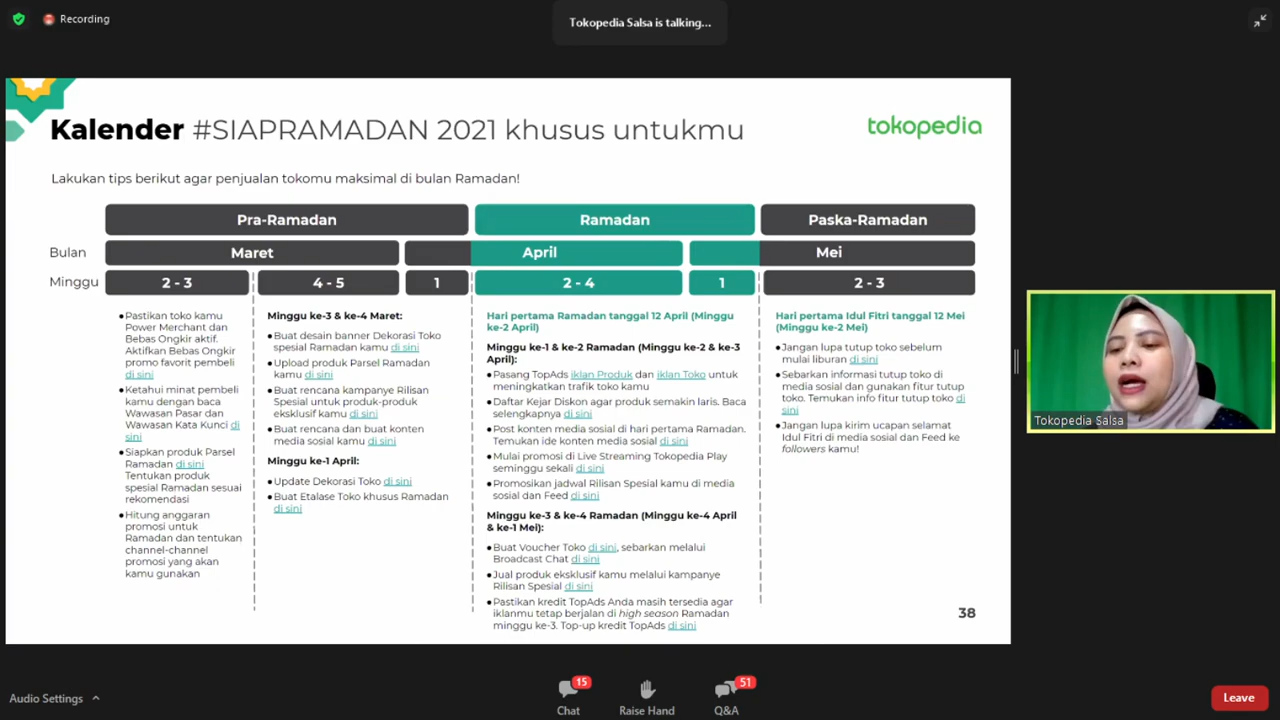 Recording
Tokopedia Salsa is talking...
Kalender #SIAPRAMADAN 2021 khusus untukmu
tokopedia
Lakukan tips berikut agar penjualan tokomu maksimal di bulan Ramadan!
Pra-Ramadan
Ramadan
Paska-Ramadan
Bulan
Maret
April
Mei
Minggu
2 - 3
4 - 5
1
2 - 4
1
2 - 3
•Pastikan toko kamu
Power Merchant dan
Bebas Ongkir aktif.
Aktifkan Bebas Ongkir
promo favorit pembeli
di sini
•Ketahui minat pembeli
kamu dengan baca
Wawasan Pasar dan
Wawasan Kata Kunci di
sini
•Siapkan produk Parsel
Ramadan di sini
Tentukan produk
spesial Ramadan sesuai
rekomendasi
•Hitung anggaran
promosi untuk
Ramadan dan tentukan
channel-channel
promosi yang akan
kamu gunakan
Minggu ke-3 & ke-4 Maret:
•Buat desain banner Dekorasi Toko
spesial Ramadan kamu di sini
•Upload produk Parsel Ramadan
kamu di sini
•Buat rencana kampanye Rilisan
Spesial untuk produk-produk
eksklusif kamu di sini
•Buat rencana dan buat konten
media sosial kamu di sini
Minggu ke-1 April:
•Update Dekorasi Toko di sini
•Buat Etalase Toko khusus Ramadan
di sini
Hari pertama Ramadan tanggal 12 April (Minggu
ke-2 April)
Minggu ke-1 & ke-2 Ramadan (Minggu ke-2 & ke-3
April):
•Pasang TopAds iklan Produk dan iklan Toko untuk
meningkatkan trafik toko kamu
•Daftar Kejar Diskon agar produk semakin laris. Baca
selengkapnya di sini
•Post konten media sosial di hari pertama Ramadan.
Temukan ide konten media sosial di sini
•Mulai promosi di Live Streaming Tokopedia Play
seminggu sekali di sini
•Promosikan jadwal Rilisan Spesial kamu di media
sosial dan Feed di sini
Minggu ke-3 & ke-4 Ramadan (Minggu ke-4 April
& ke-1 Mei):
•Buat Voucher Toko di sini, sebarkan melalui
Broadcast Chat di sini
•Jual produk eksklusif kamu melalui kampanye
Rilisan Spesial di sini
•Pastikan kredit TopAds Anda masih tersedia agar
iklanmu tetap berjalan di high season Ramadan
minggu ke-3. Top-up kredit TopAds di sini
Hari pertama Idul Fitri tanggal 12 Mei
(Minggu ke-2 Mei)
•Jangan lupa tutup toko sebelum
mulai liburan di sini
•Sebarkan informasi tutup toko di
media sosial dan gunakan fitur tutup
toko. Temukan info fitur tutup toko di
sini
•Jangan lupa kirim ucapan selamat
Idul Fitri di media sosial dan Feed ke
followers kamu!
38
Tokopedia Salsa
Audio Settings
15
Chat
Raise Hand
51
Q&A
Leave